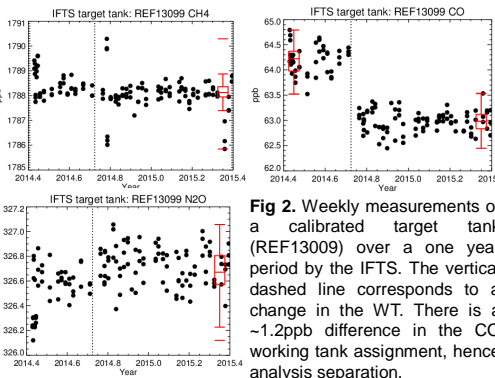 IFTS target tank: REF13099 CH4
1791
1790
1789
1788
1787
1786
1785
2014.4 2014.6 2014.8 2015.0 2015.2 2015.4
Year
IFTS target tank: REF13099 CO
65.0
64.5
64.0
63.5
63.0
62.5
62.0
ppb
2014.4 2014.6 2014.8 2015.0 2015.2
Year
IFTS target tank: REF13099 N2O
327.2
327.0
326.8
326.6
326.4
326.2
326.0
2014.4 2014.6 2014.8 2015.0 2015.2 2015.4
Year
Fig 2. Weekly measurements
a calibrated target tank
(REF13009) over a one year
period by the IFTS. The vertical
dashed line corresponds to a
change in the WT. There is a
~1.2ppb difference in the CO
working tank assignment, hence
analysis separation.